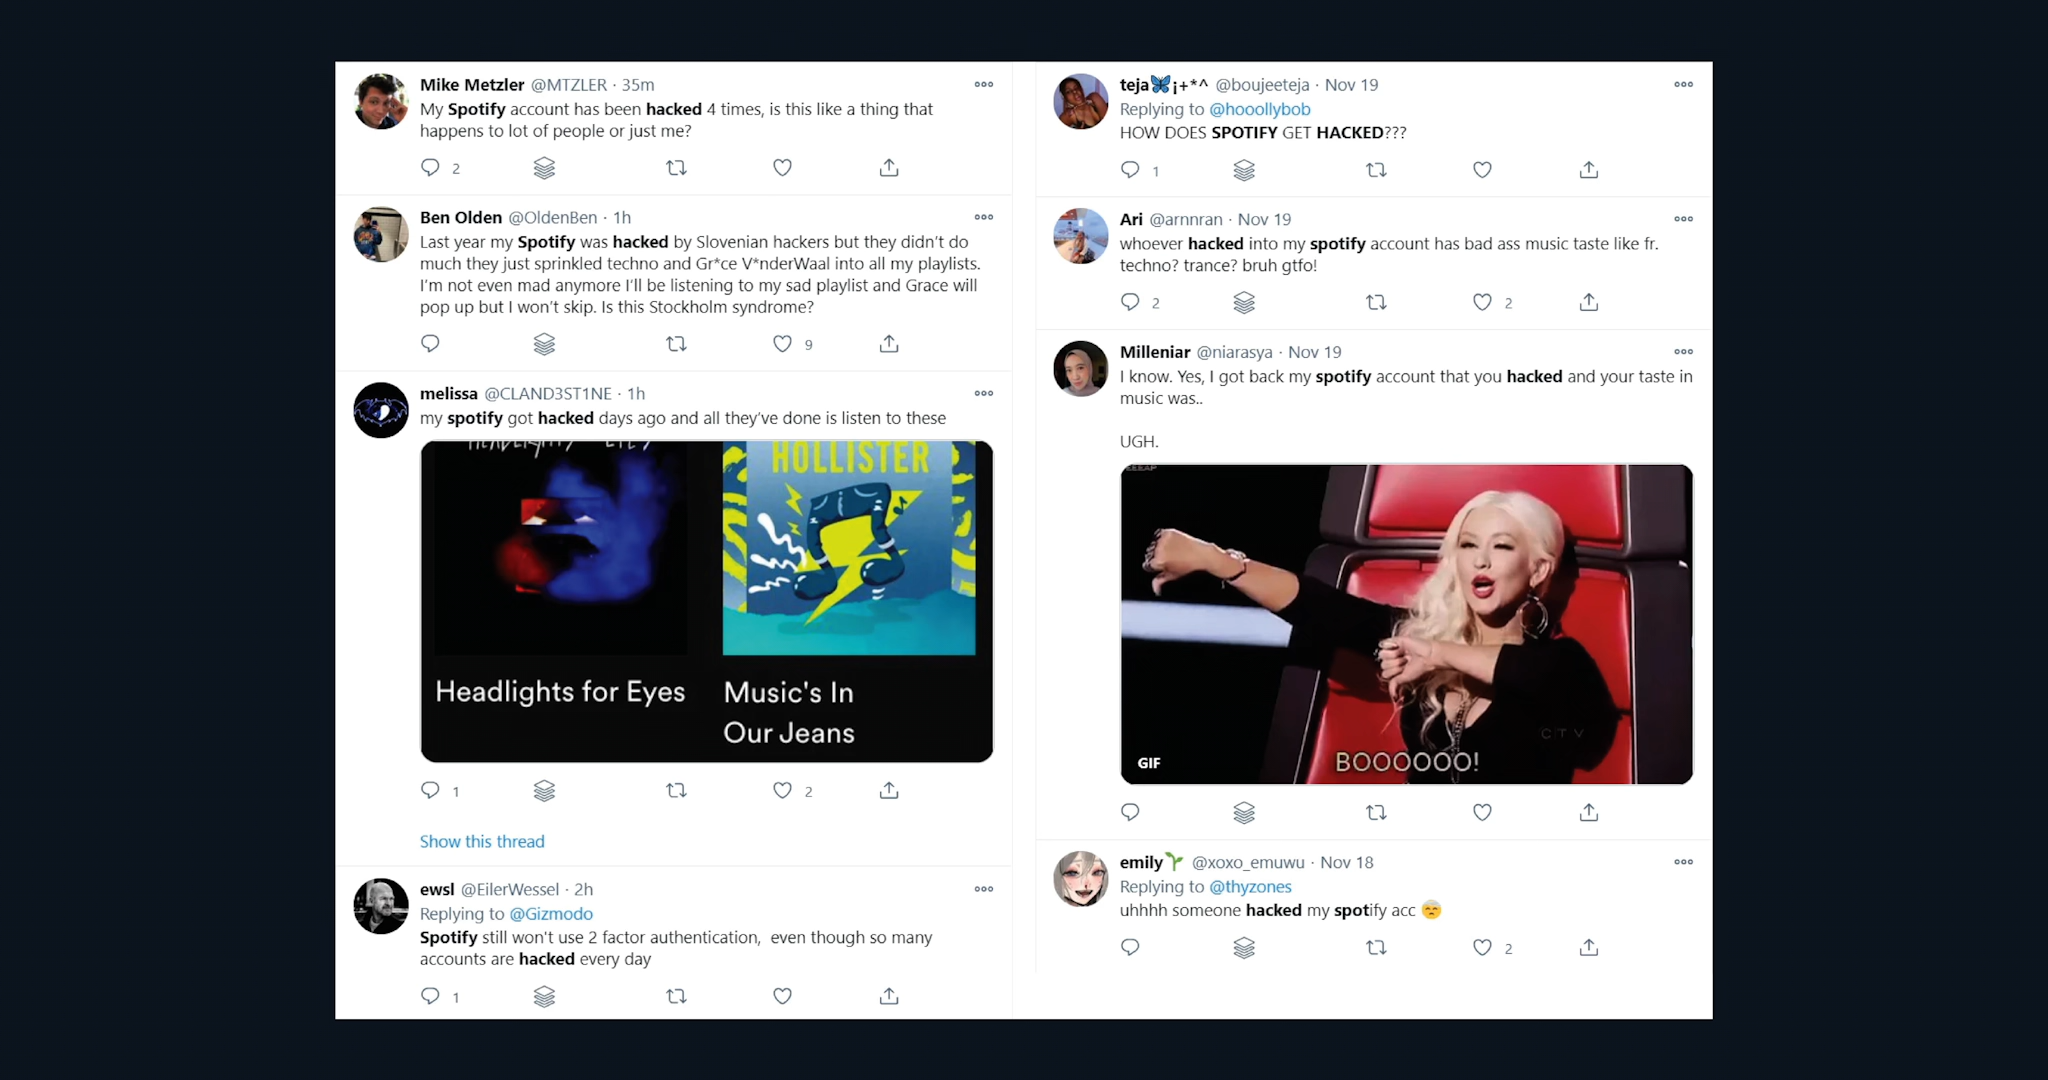 Mike Metzler @MTZLER · 35m
My Spotify account has been hacked 4 times, is this like a thing that
happens to lot of people or just me?
2
Ben Olden @OldenBen · 1h
Last year my Spotify was hacked by Slovenian hackers but they didn't do
much they just sprinkled techno and Gr*ce V*nderWaal into all my playlists.
I'm not even mad anymore I'll be listening to my sad playlist and Grace will
pop up but I won't skip. Is this Stockholm syndrome?
9
melissa @CLAND3ST1NE · 1h
my spotify got hacked days ago and all they've done is listen to these
HOLLISTER
Headlights for Eyes
Music's In
Our Jeans
1 2
Show this thread
ewsl @EilerWessel · 2h
Replying to @Gizmodo
Spotify still won't use 2 factor authentication, even though so many
accounts are hacked every day
1
teja🦋¡+*^ @boujeeteja · Nov 19
Replying to @hooollybob
HOW DOES SPOTIFY GET HACKED???
1
Ari @arnnran · Nov 19
whoever hacked into my spotify account has bad ass music taste like fr.
techno? trance? bruh gtfo!
2 2
Milleniar @niarasya · Nov 19
I know. Yes, I got back my spotify account that you hacked and your taste in
music was..
UGH.
CTV
BOOOOOO!
GIF
emily🌱 @xoxo_emuwu · Nov 18
Replying to @thyzones
uhhhh someone hacked my spotify acc 🤕
2